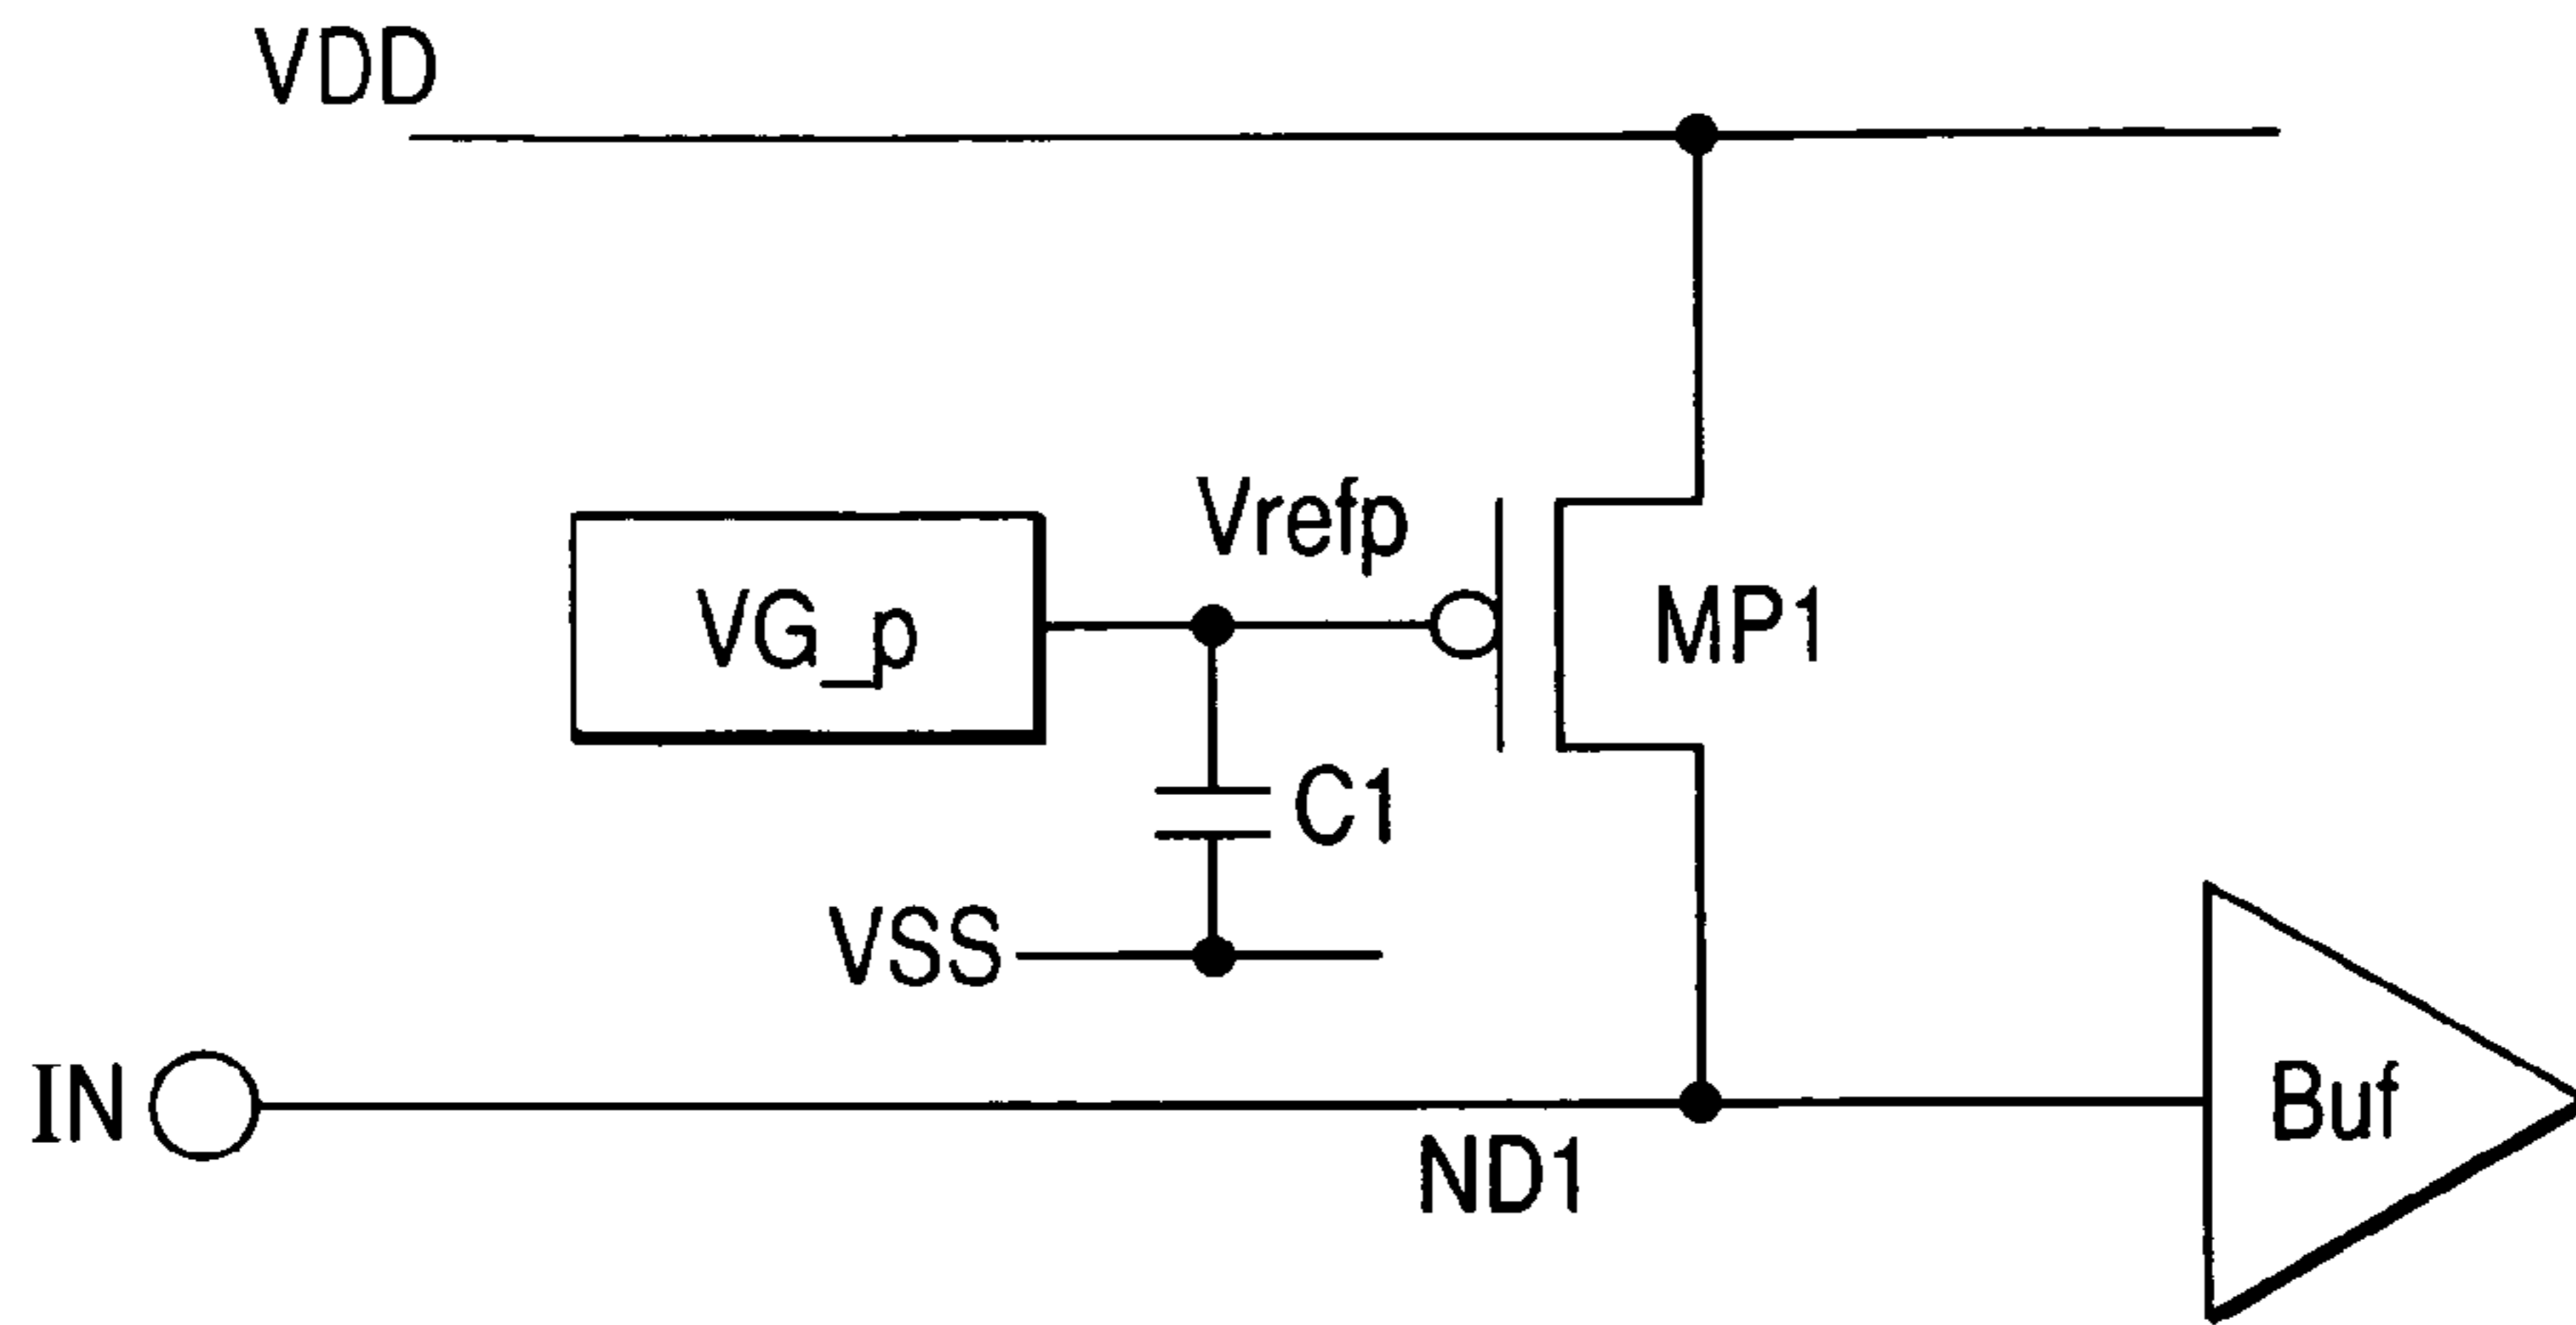 VDD
Vrefp
VG_p
MP1
C1
VSS
IN
Buf
ND1